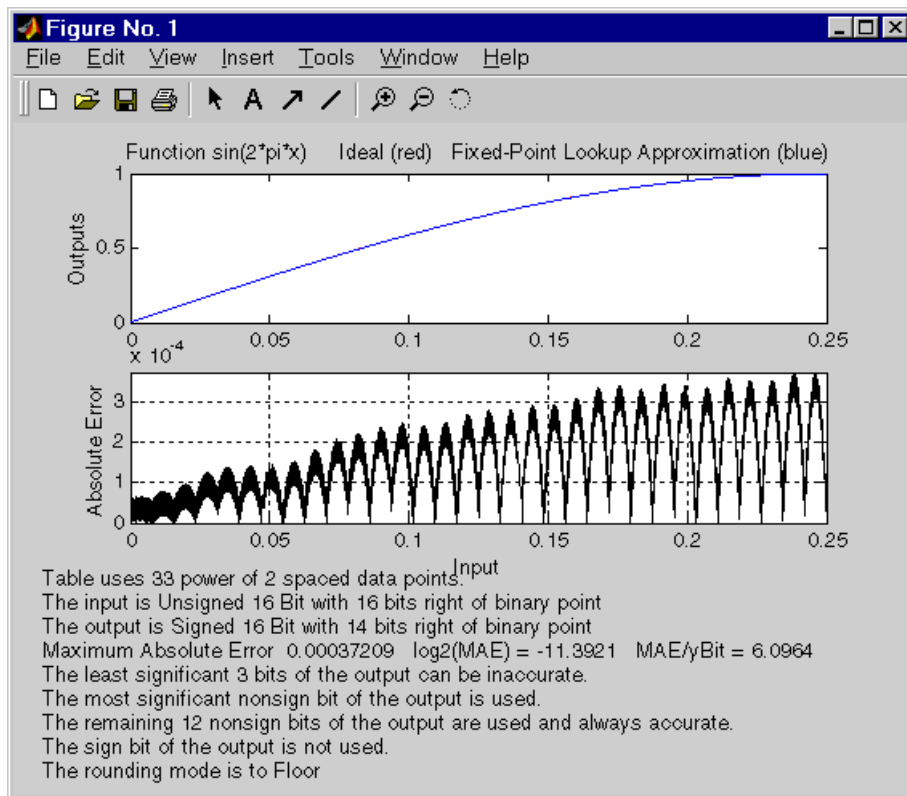 Figure No. 1
File Edit View Insert Tools Window Help
A
Function sin(2*pi*x) Ideal (red) Fixed-Point Lookup Approximation (blue)
1
0.5
0
Outputs
0 0.05 0.1 0.15 0.2 0.25
x 10-4
3
2
1
0
Absolute Error
0 0.05 0.1 0.15 0.2 0.25
Input
Table uses 33 power of 2 spaced data points.
The input is Unsigned 16 Bit with 16 bits right of binary point
The output is Signed 16 Bit with 14 bits right of binary point
Maximum Absolute Error 0.00037209 log2(MAE) = -11.3921 MAE/yBit = 6.0964
The least significant 3 bits of the output can be inaccurate.
The most significant nonsign bit of the output is used.
The remaining 12 nonsign bits of the output are used and always accurate.
The sign bit of the output is not used.
The rounding mode is to Floor